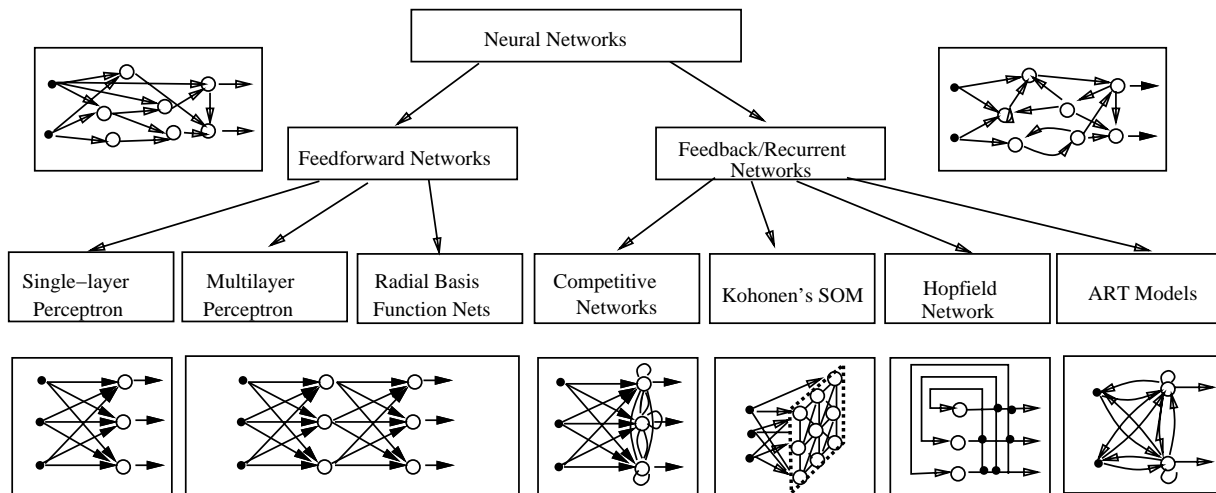 Neural Networks
Feedforward Networks
Feedback/Recurrent
Networks
Single−layer
Perceptron
Multilayer
Perceptron
Radial Basis
Function Nets
Competitive
Networks
Kohonen's SOM
Hopfield
Network
ART Models